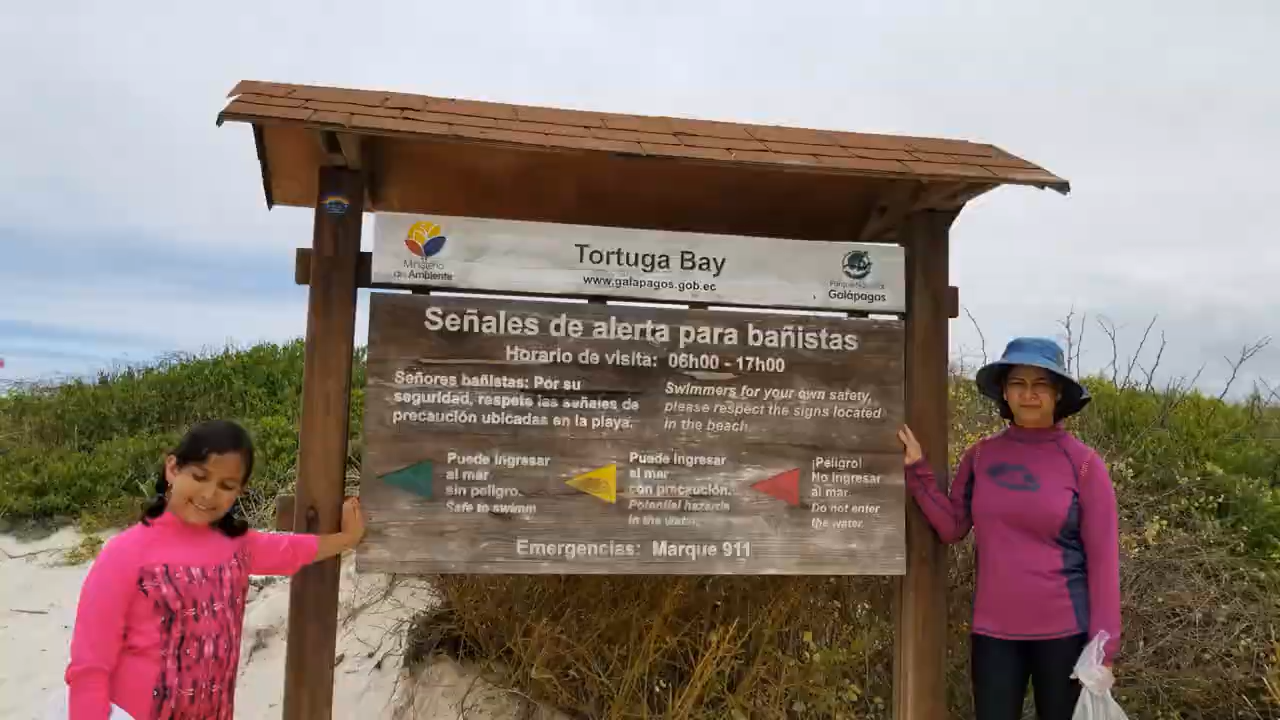 Ministerio
del Ambiente
Tortuga Bay
www.galapagos.gob.ec
Parque Nacional
Galápagos
Señales de alerta para bañistas
Horario de visita: 06h00 - 17h00
Señores bañistas: Por su
seguridad, respete las señales de
precaución ubicadas en la playa.
Swimmers for your own safety,
please respect the signs located
in the beach.
Puede ingresar
al mar
sin peligro.
Safe to swimm
Puede ingresar
al mar
con precaución.
Potential hazards
in the water.
¡Peligro!
No ingresar
al mar.
Do not enter
the water.
Emergencias: Marque 911